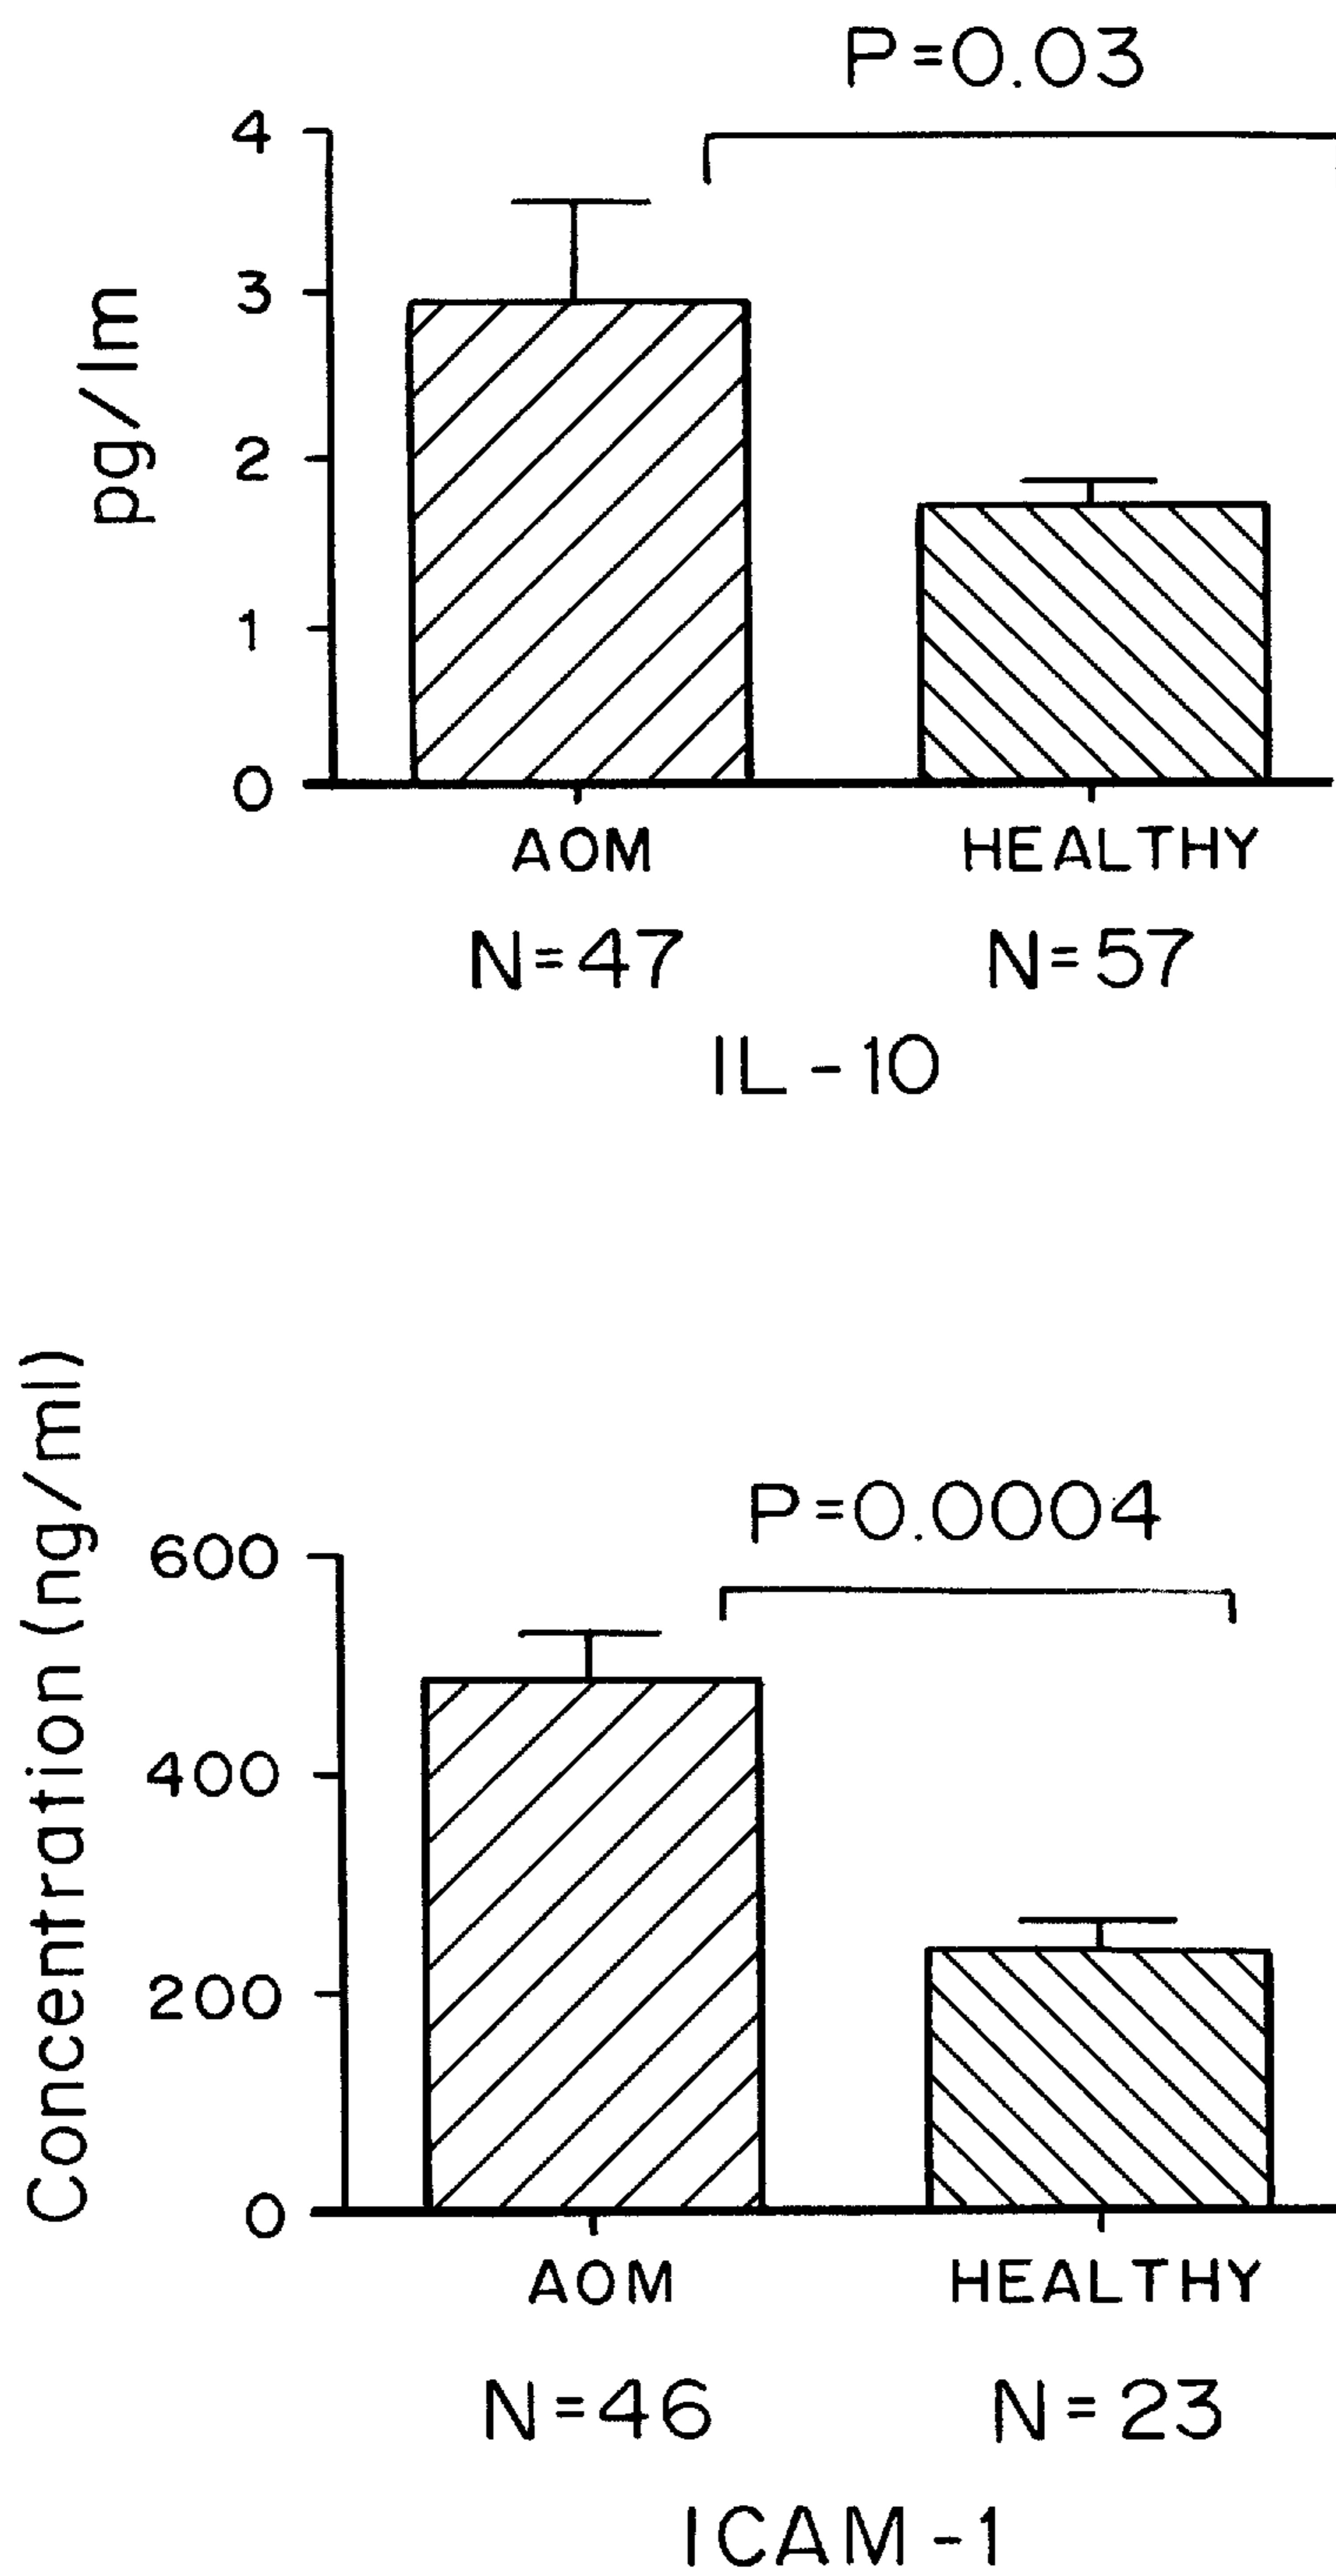 P=0.03
4
3
2
1
0
pg/lm
AOM HEALTHY
N=47 N=57
IL-10
P=0.0004
600
400
200
0
Concentration (ng/ml)
AOM HEALTHY
N=46 N=23
ICAM-1